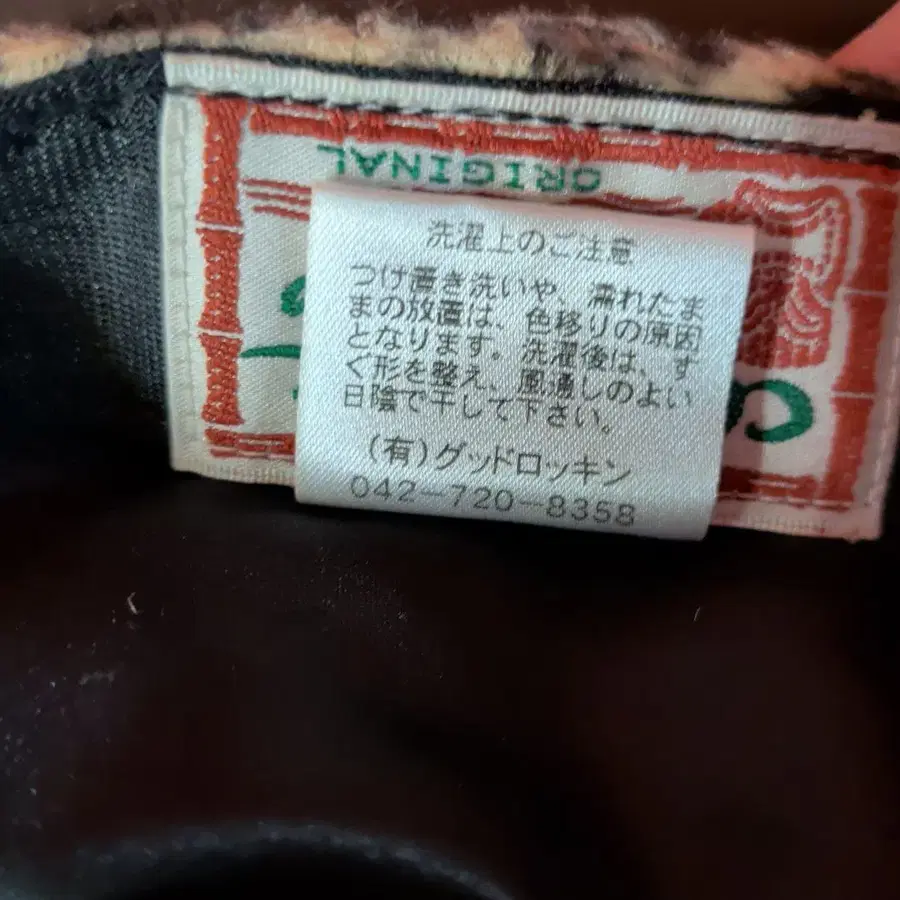 ORIGINAL
洗濯上のご注意
つけ置き洗いや、濡れたま
まの放置は、色移りの原因
となります。洗濯後は、す
ぐ形を整え、風通しのよい
日陰で干して下さい。
(有)グッドロッキン
042-720-8358